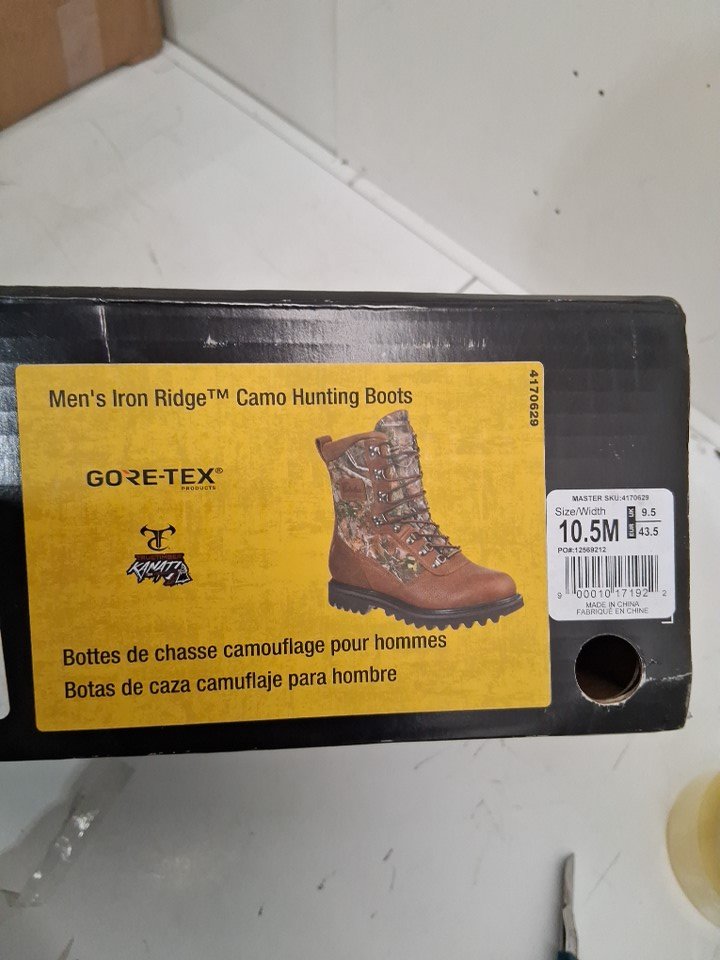 Men's Iron Ridge™ Camo Hunting Boots
4170629
GORE-TEX®
PRODUCTS
KANATI
Bottes de chasse camouflage pour hommes
Botas de caza camuflaje para hombre
MASTER SKU:4170629
Size/Width
10.5M
UK 9.5
EUR 43.5
PO#:12569212
9 00010 17192 2
MADE IN CHINA
FABRIQUÉ EN CHINE